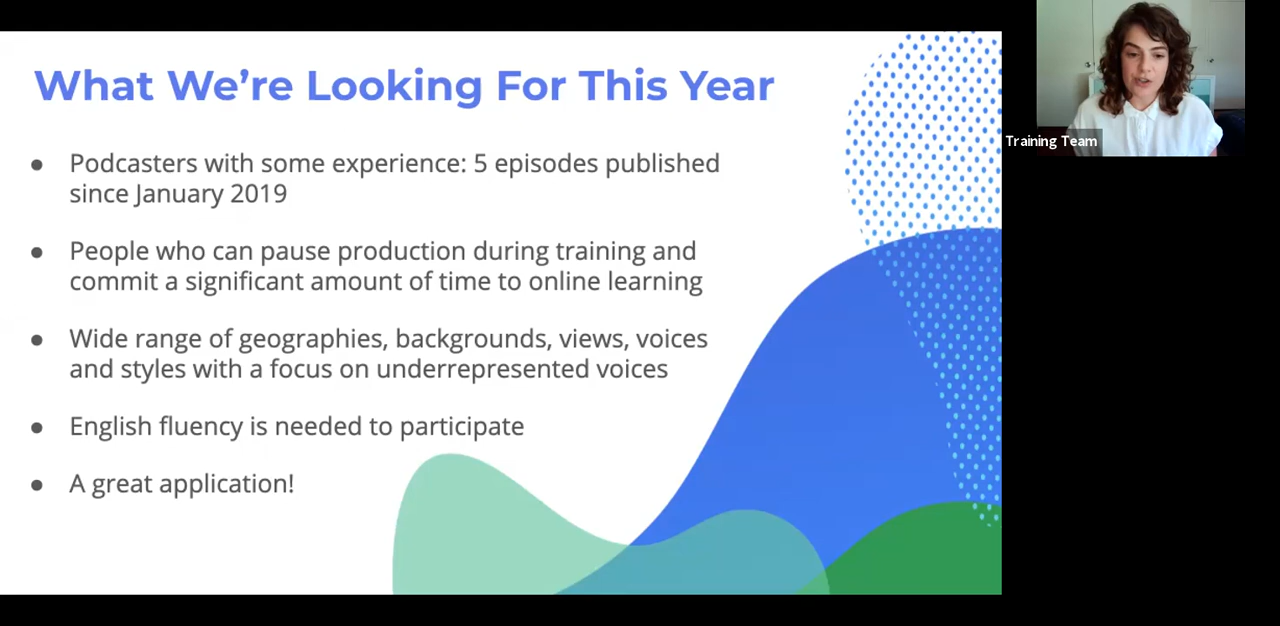 What We’re Looking For This Year
● Podcasters with some experience: 5 episodes published
since January 2019
● People who can pause production during training and
commit a significant amount of time to online learning
● Wide range of geographies, backgrounds, views, voices
and styles with a focus on underrepresented voices
● English fluency is needed to participate
● A great application!
Training Team